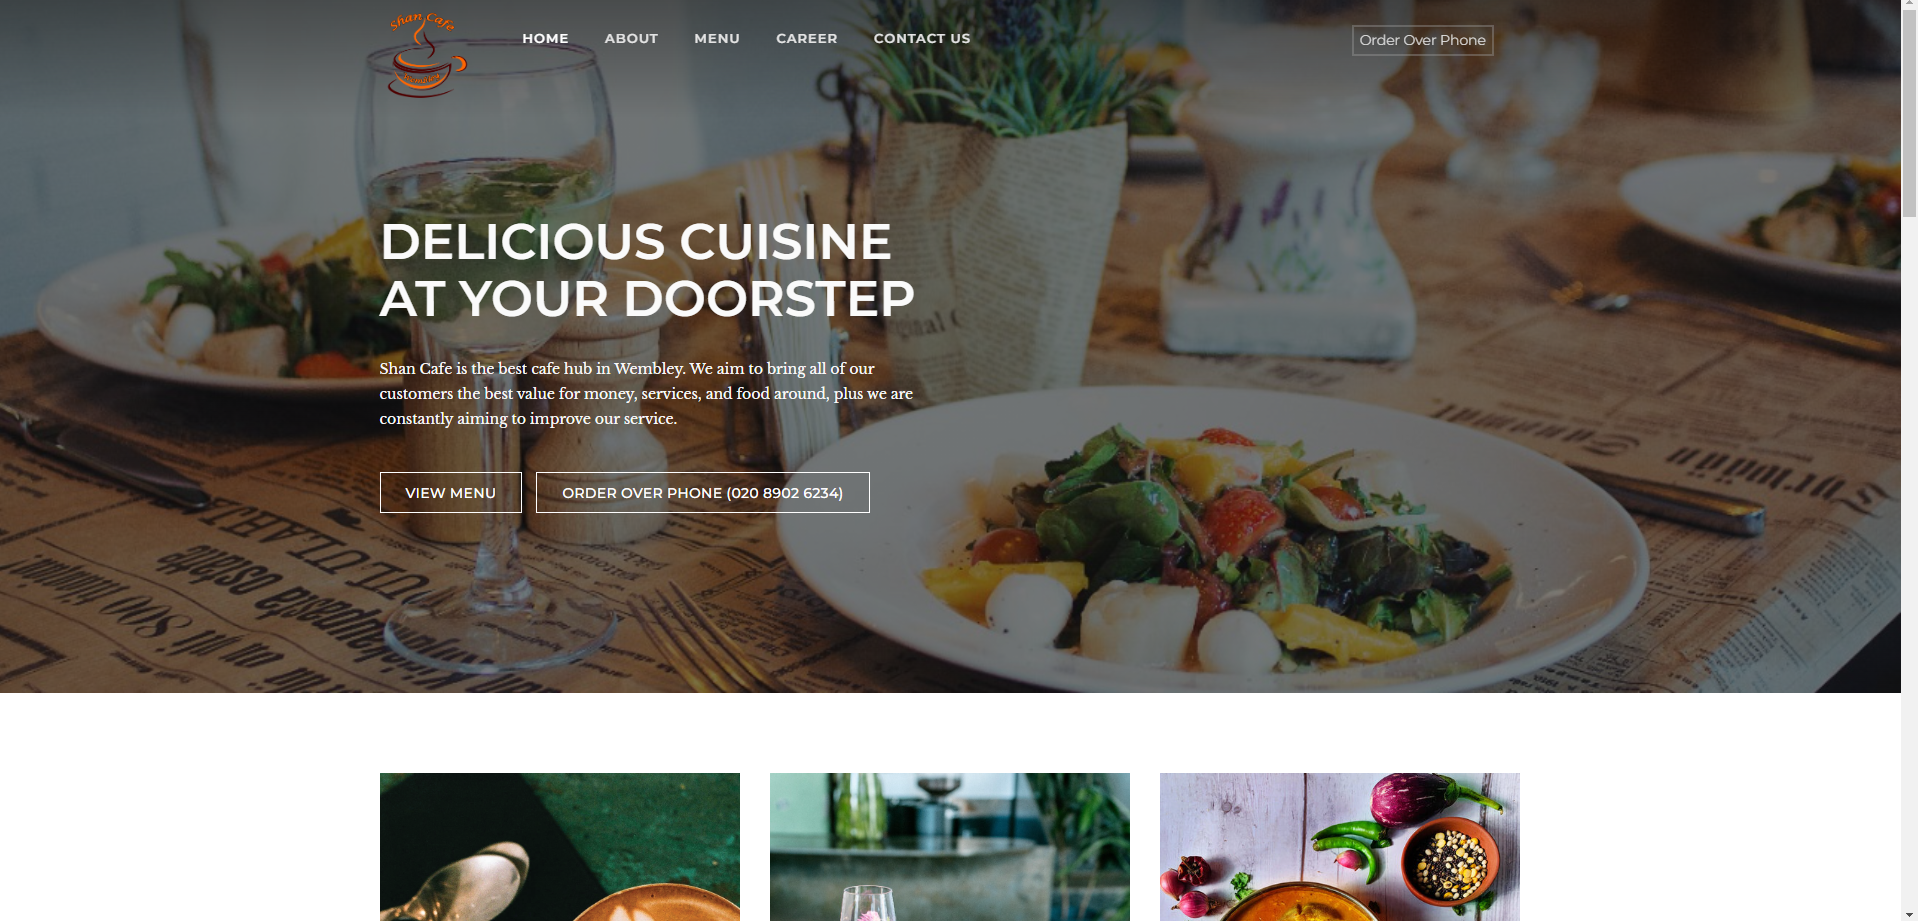 Shan Cafe
HOME
ABOUT
MENU
CAREER
CONTACT US
Order Over Phone
DELICIOUS CUISINE
AT YOUR DOORSTEP
Shan Cafe is the best cafe hub in Wembley. We aim to bring all of our
customers the best value for money, services, and food around, plus we are
constantly aiming to improve our service.
VIEW MENU
ORDER OVER PHONE (020 8902 6234)